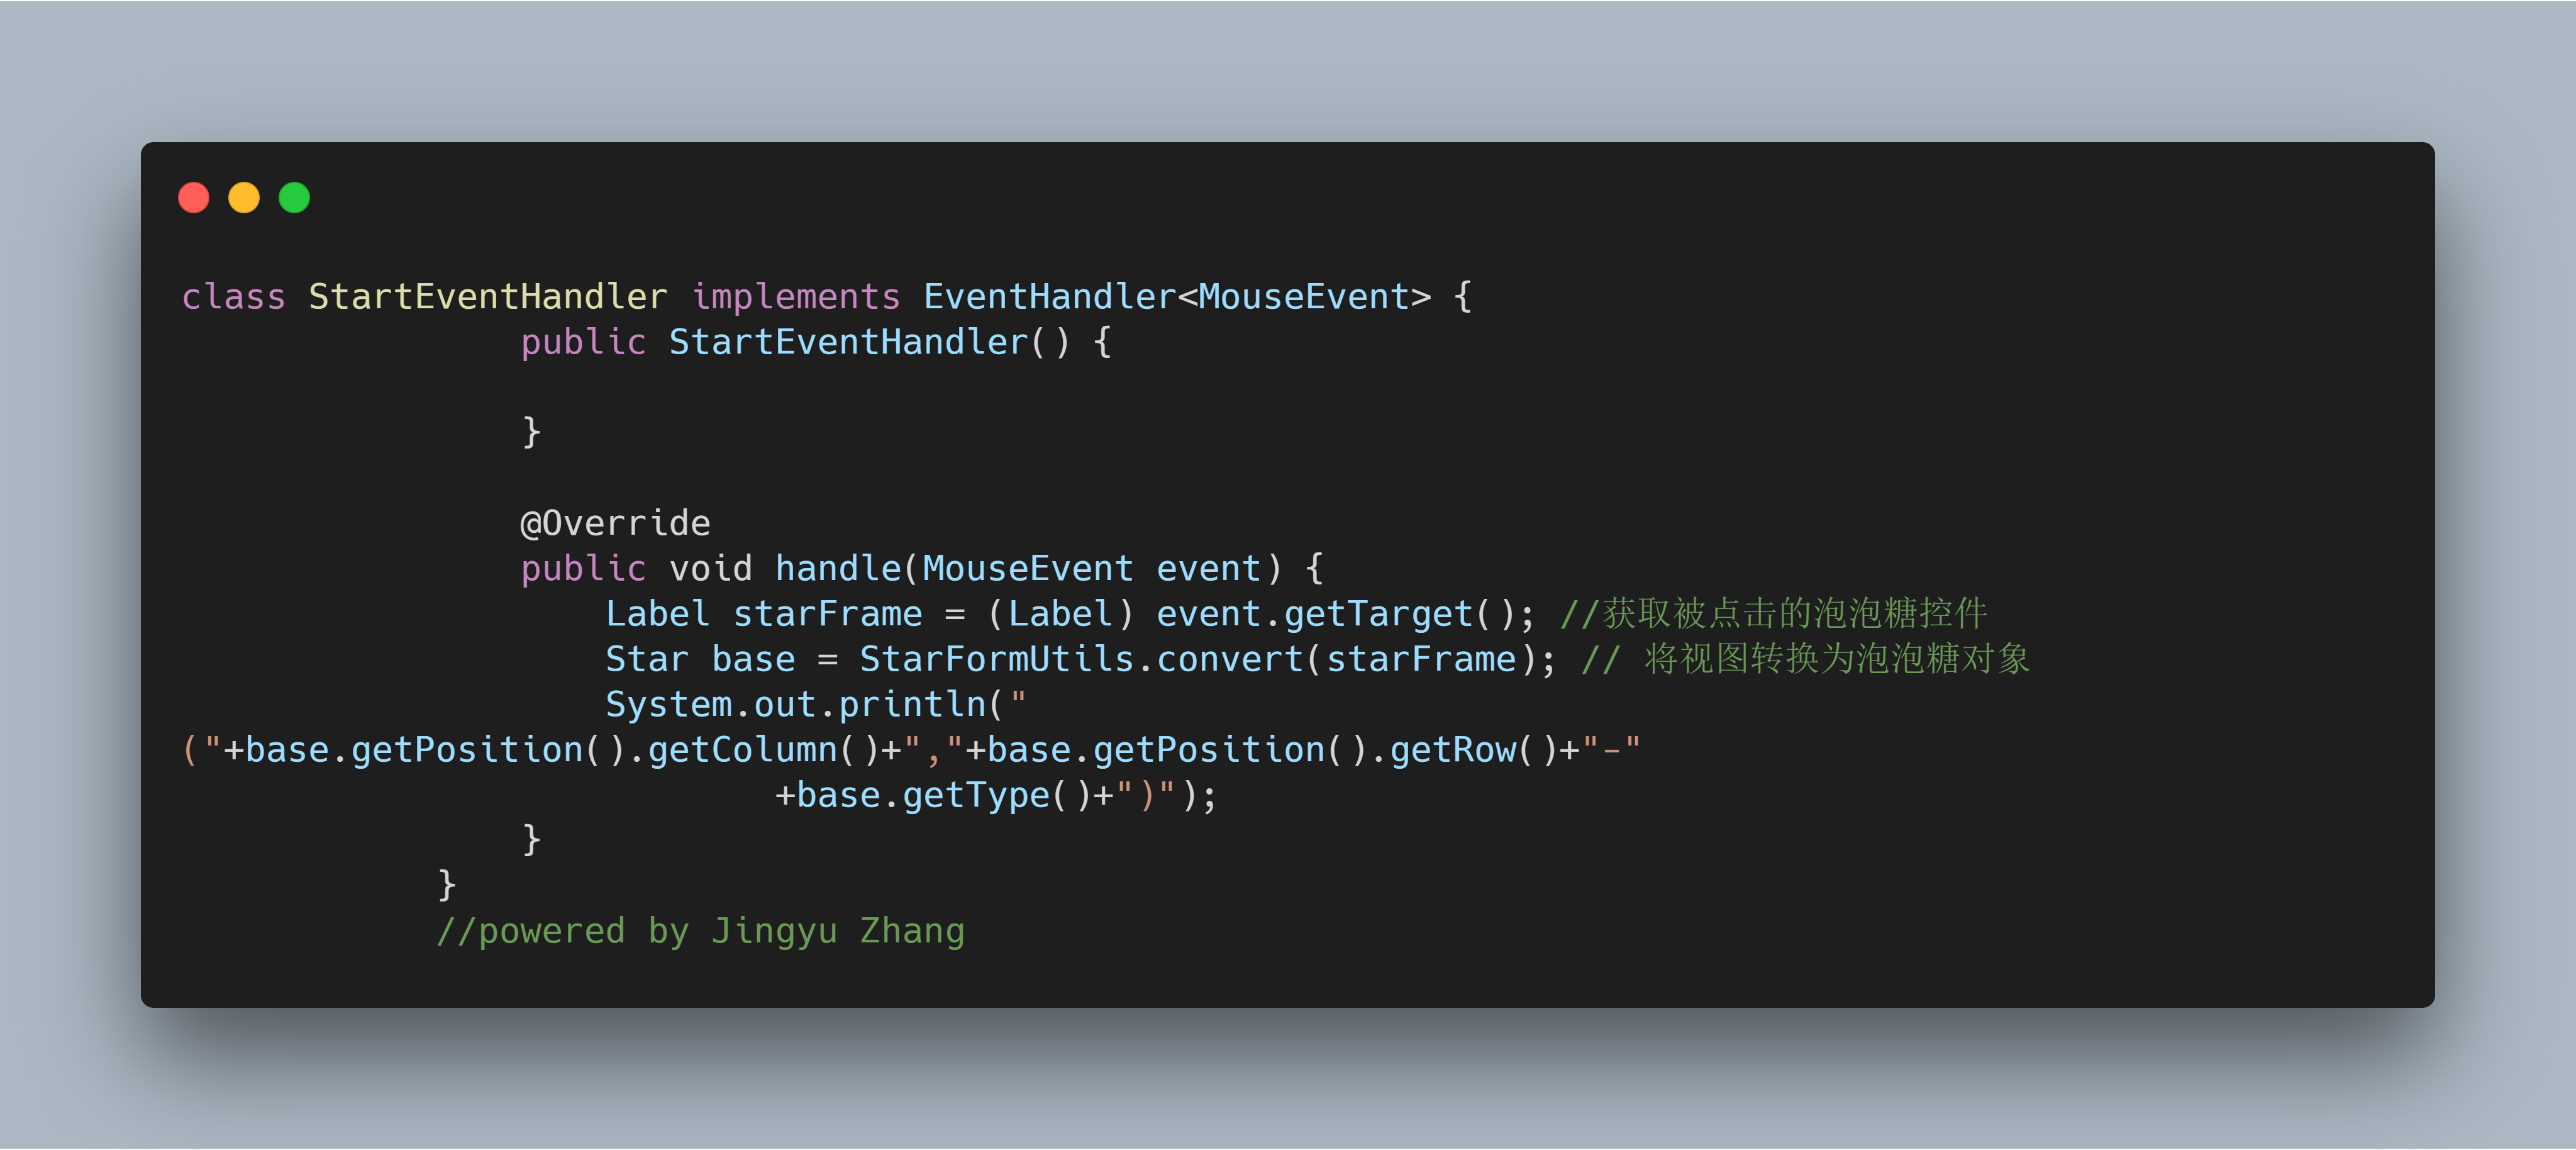 class StartEventHandler implements EventHandler<MouseEvent> {
public StartEventHandler() {
}
@Override
public void handle(MouseEvent event) {
Label starFrame = (Label) event.getTarget(); //获取被点击的泡泡糖控件
Star base = StarFormUtils.convert(starFrame); // 将视图转换为泡泡糖对象
System.out.println("
("+base.getPosition().getColumn()+","+base.getPosition().getRow()+"-"
+base.getType()+")");
}
}
//powered by Jingyu Zhang